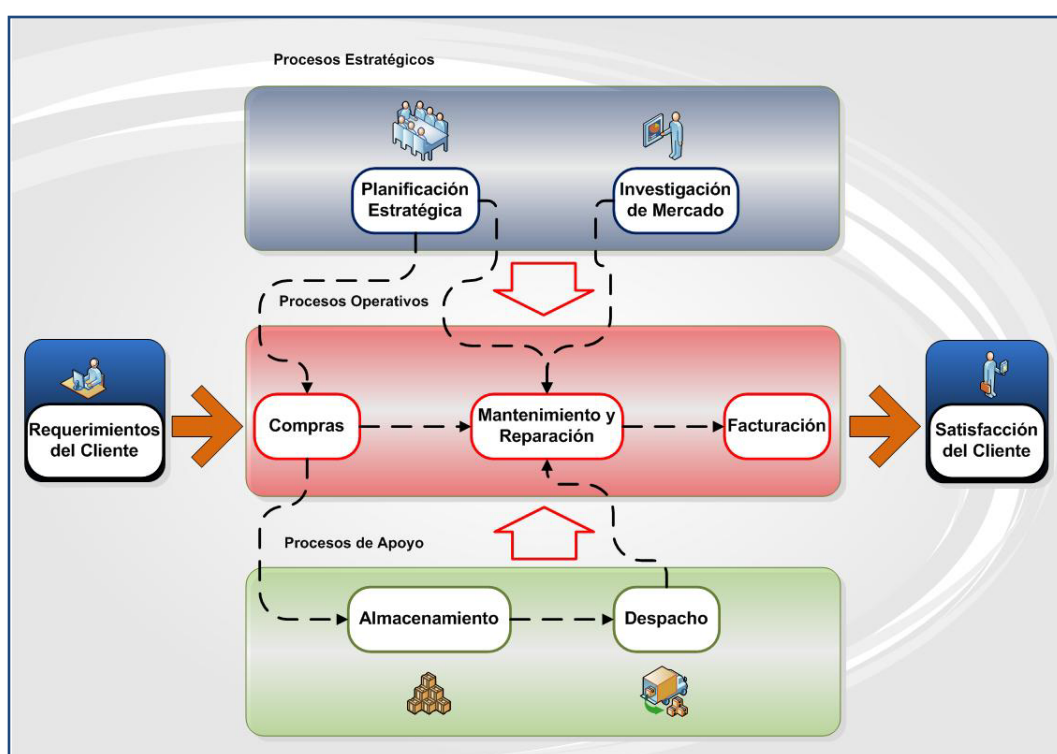 Procesos Estratégicos
Planificación
Estratégica
Investigación
de Mercado
Procesos Operativos
Requerimientos
del Cliente
Compras
Mantenimiento y
Reparación
Facturación
Satisfacción
del Cliente
Procesos de Apoyo
Almacenamiento
Despacho